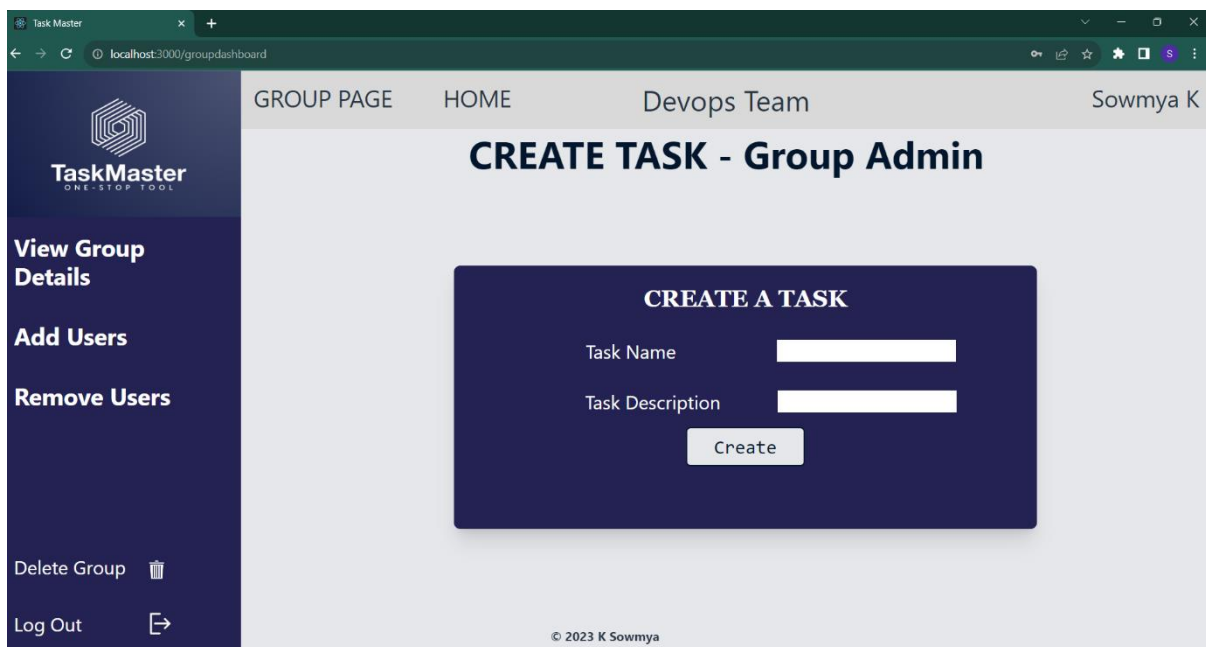 Task Master
localhost:3000/groupdashboard
S
TaskMaster
ONE-STOP TOOL
View Group
Details
Add Users
Remove Users
Delete Group
Log Out
GROUP PAGE HOME Devops Team Sowmya K
CREATE TASK - Group Admin
CREATE A TASK
Task Name
Task Description
Create
© 2023 K Sowmya